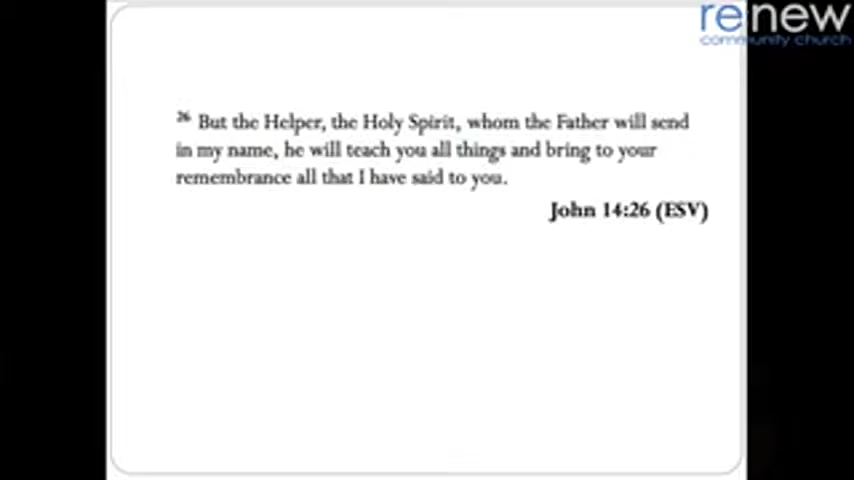 renew
community church
26 But the Helper, the Holy Spirit, whom the Father will send
in my name, he will teach you all things and bring to your
remembrance all that I have said to you.
John 14:26 (ESV)